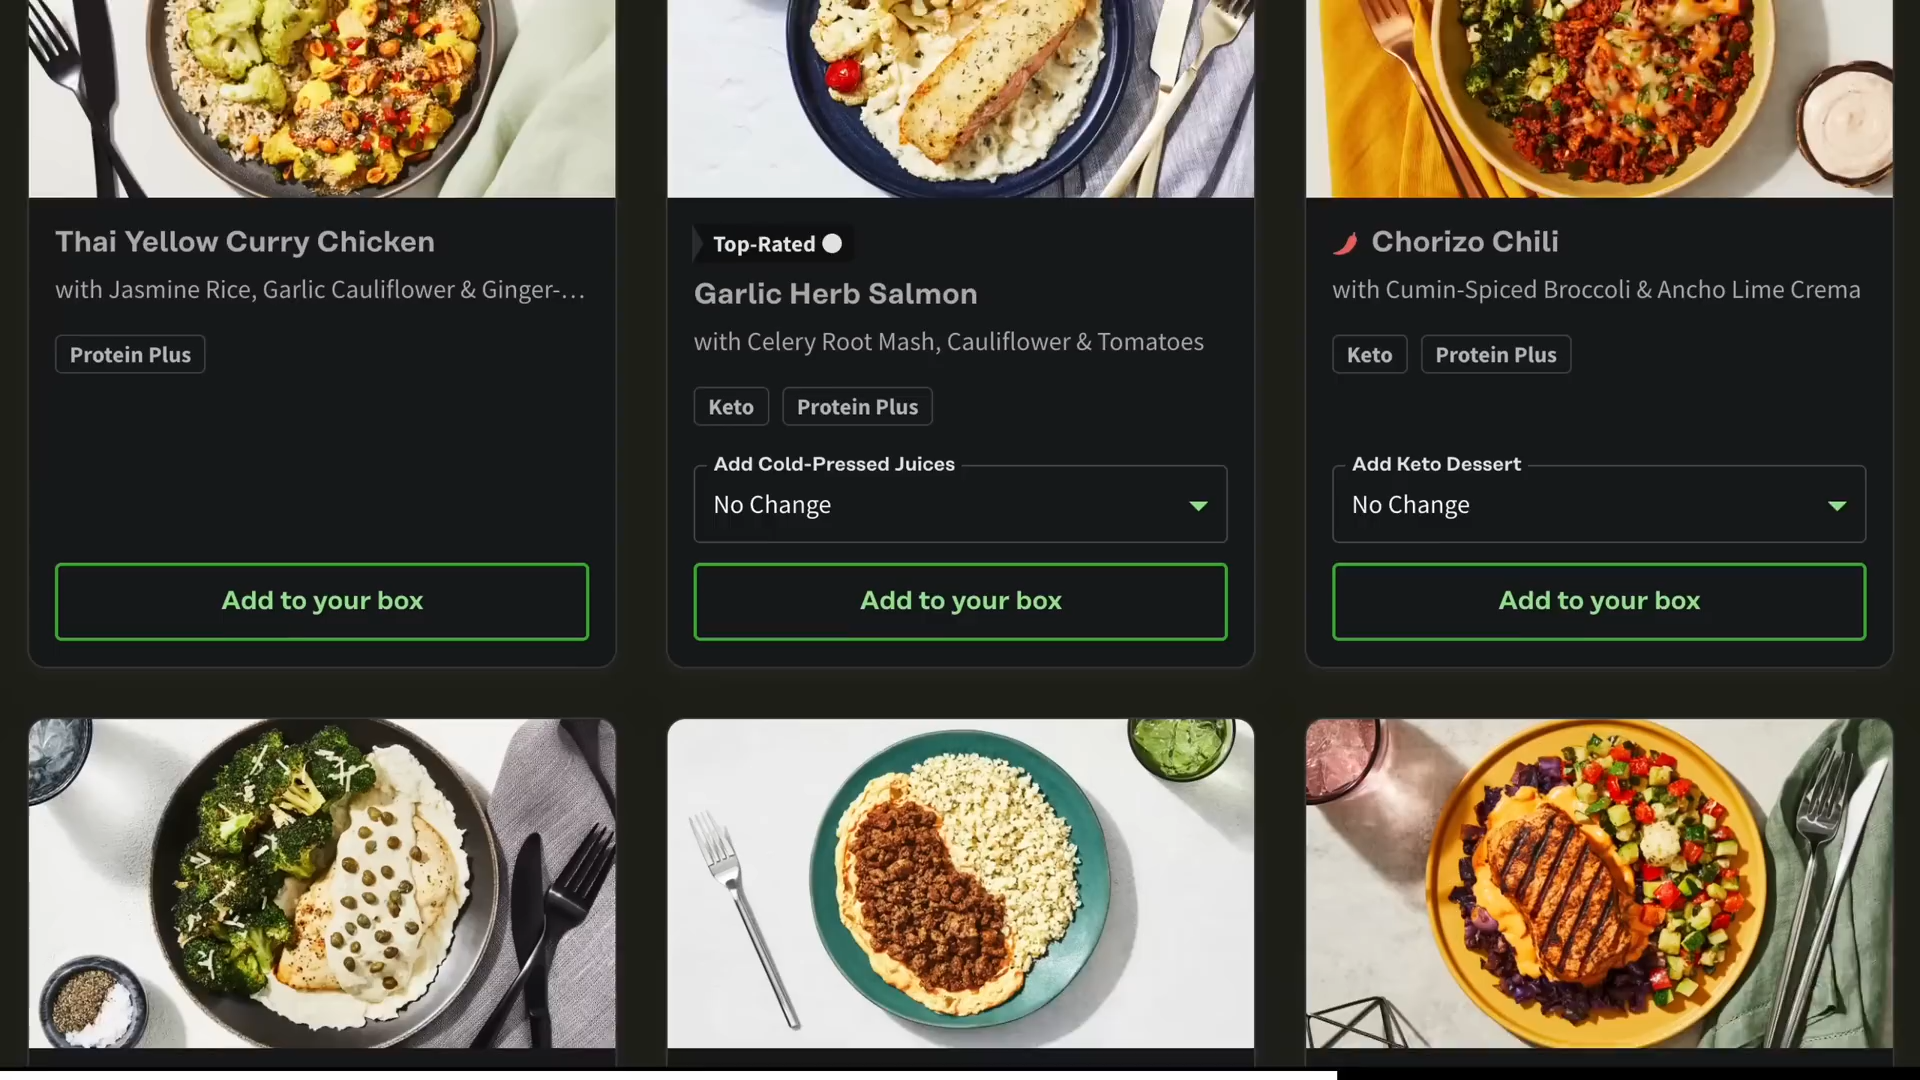 Thai Yellow Curry Chicken
with Jasmine Rice, Garlic Cauliflower & Ginger-…
Protein Plus
Add to your box
Top-Rated
Garlic Herb Salmon
with Celery Root Mash, Cauliflower & Tomatoes
Keto Protein Plus
Add Cold-Pressed Juices
No Change
Add to your box
Chorizo Chili
with Cumin-Spiced Broccoli & Ancho Lime Crema
Keto Protein Plus
Add Keto Dessert
No Change
Add to your box